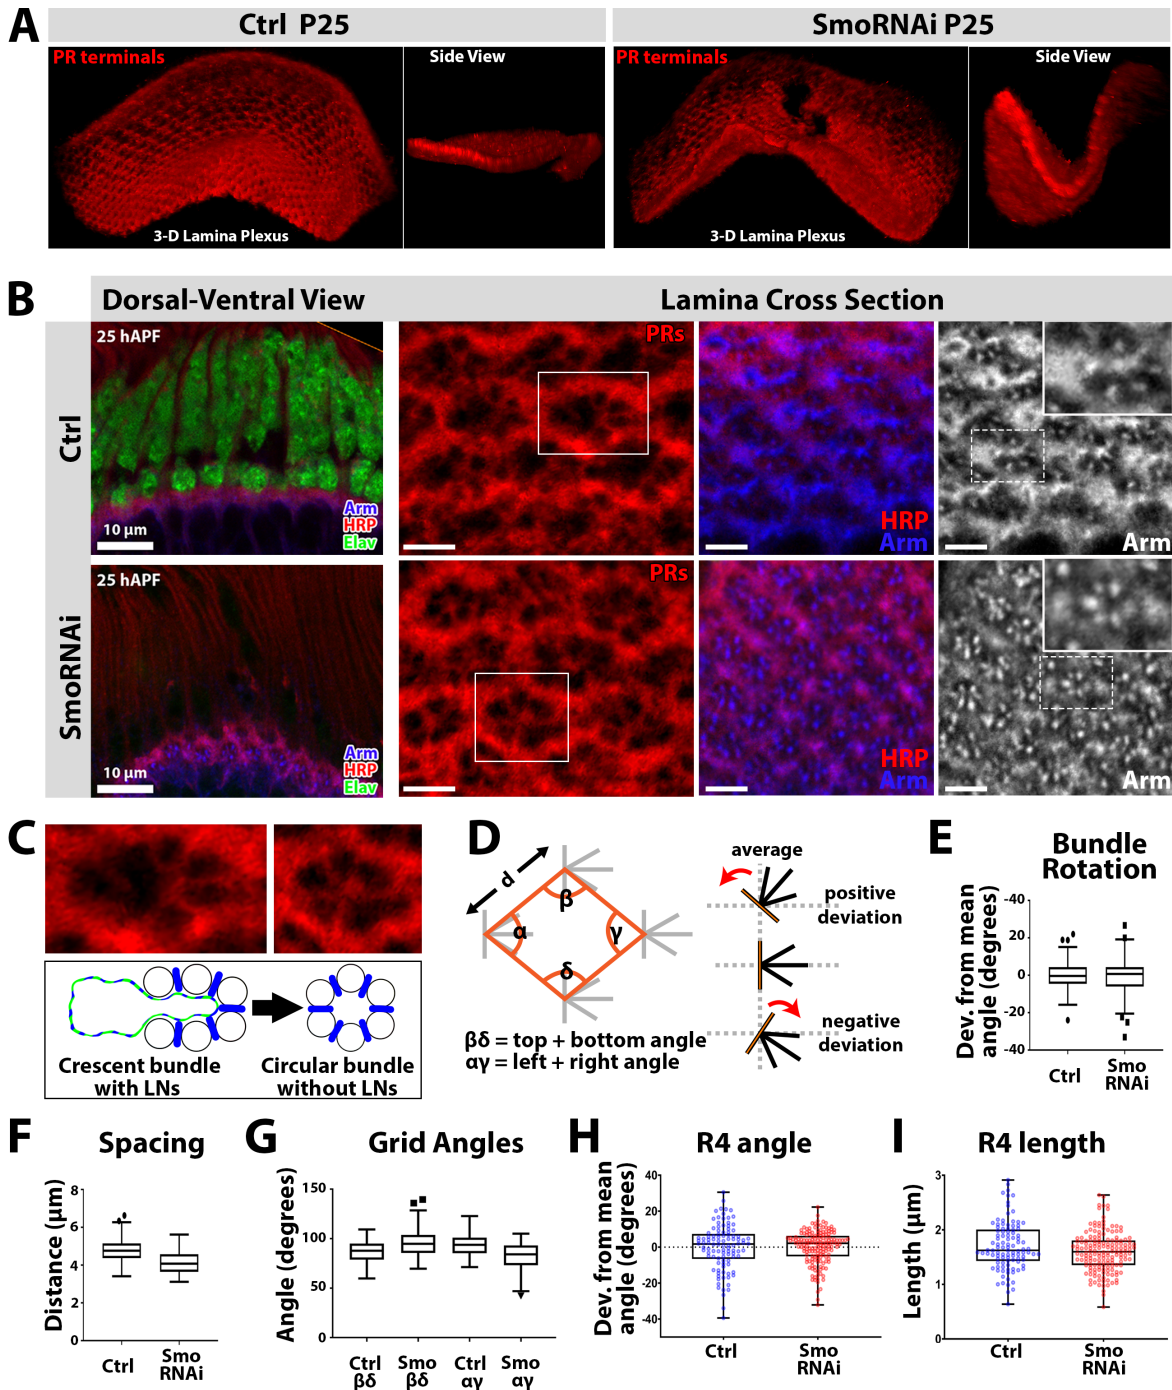 A
Ctrl P25
SmoRNAi P25
PR terminals
Side View
3-D Lamina Plexus
PR terminals
Side View
3-D Lamina Plexus
B
Dorsal-Ventral View
Lamina Cross Section
Ctrl
25 hAPF
10 µm
Arm
HRP
Elav
PRs
HRP
Arm
Arm
SmoRNAi
25 hAPF
10 µm
Arm
HRP
Elav
PRs
HRP
Arm
Arm
C
Crescent bundle
with LNs
Circular bundle
without LNs
D
d
β
α
γ
δ
βδ = top + bottom angle
αγ = left + right angle
average
positive
deviation
negative
deviation
E
Bundle
Rotation
Dev. from mean
angle (degrees)
-40
20
0
-20
-40
Ctrl
Smo
RNAi
F
Spacing
Distance (µm)
8
6
4
2
0
Ctrl
Smo
RNAi
G
Grid Angles
Angle (degrees)
150
100
50
0
Ctrl
βδ
Smo
βδ
Ctrl
αγ
Smo
αγ
H
R4 angle
Dev. from mean
angle (degrees)
40
20
0
-20
-40
Ctrl
Smo
RNAi
I
R4 length
Length (µm)
3
2
1
0
Ctrl
Smo
RNAi